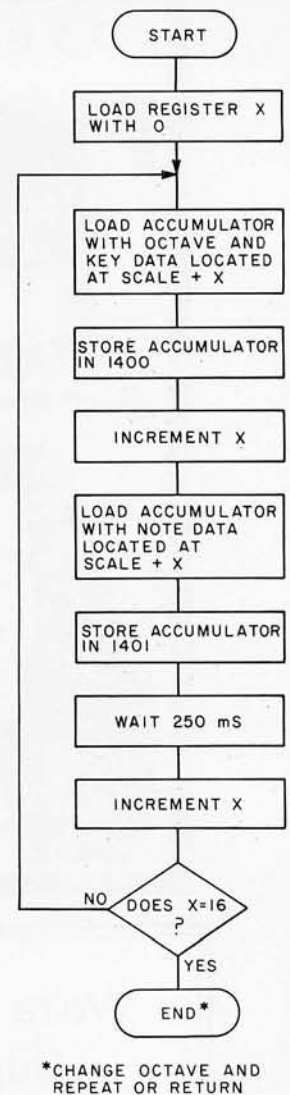 START
LOAD REGISTER X
WITH 0
LOAD ACCUMULATOR
WITH OCTAVE AND
KEY DATA LOCATED
AT SCALE + X
STORE ACCUMULATOR
IN 1400
INCREMENT X
LOAD ACCUMULATOR
WITH NOTE DATA
LOCATED AT
SCALE + X
STORE ACCUMULATOR
IN 1401
WAIT 250 mS
INCREMENT X
NO
DOES X=16
?
YES
END*
*CHANGE OCTAVE AND
REPEAT OR RETURN